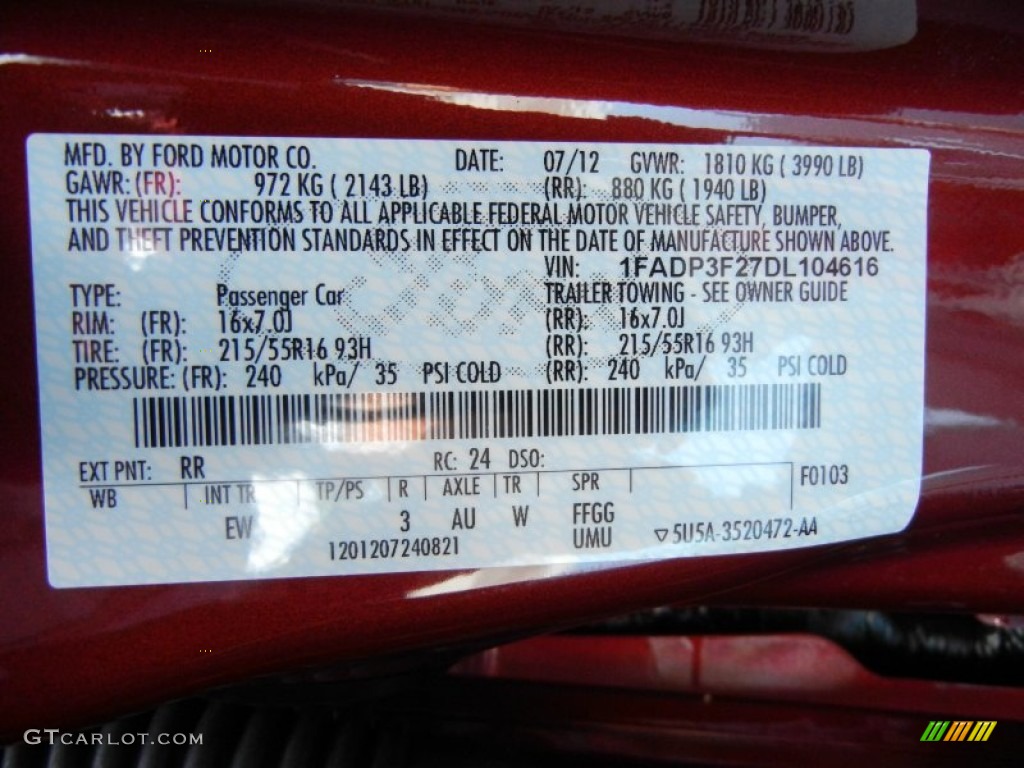 MFD. BY FORD MOTOR CO. DATE: 07/12 GVWR: 1810 KG ( 3990 LB)
GAWR: (FR): 972 KG ( 2143 LB) (RR): 880 KG ( 1940 LB)
THIS VEHICLE CONFORMS TO ALL APPLICABLE FEDERAL MOTOR VEHICLE SAFETY, BUMPER,
AND THEFT PREVENTION STANDARDS IN EFFECT ON THE DATE OF MANUFACTURE SHOWN ABOVE.
VIN: 1FADP3F27DL104616
TYPE: Passenger Car TRAILER TOWING - SEE OWNER GUIDE
RIM: (FR): 16x7.0J (RR): 16x7.0J
TIRE: (FR): 215/55R16 93H (RR): 215/55R16 93H
PRESSURE: (FR): 240 kPa/ 35 PSI COLD (RR): 240 kPa/ 35 PSI COLD
EXT PNT: RR RC: 24 DSO:
WB INT TR TP/PS R AXLE TR SPR F0103
EW 3 AU W FFGG
UMU
1201207240821 ▽5U5A-3520472-AA
GTCARLOT.COM